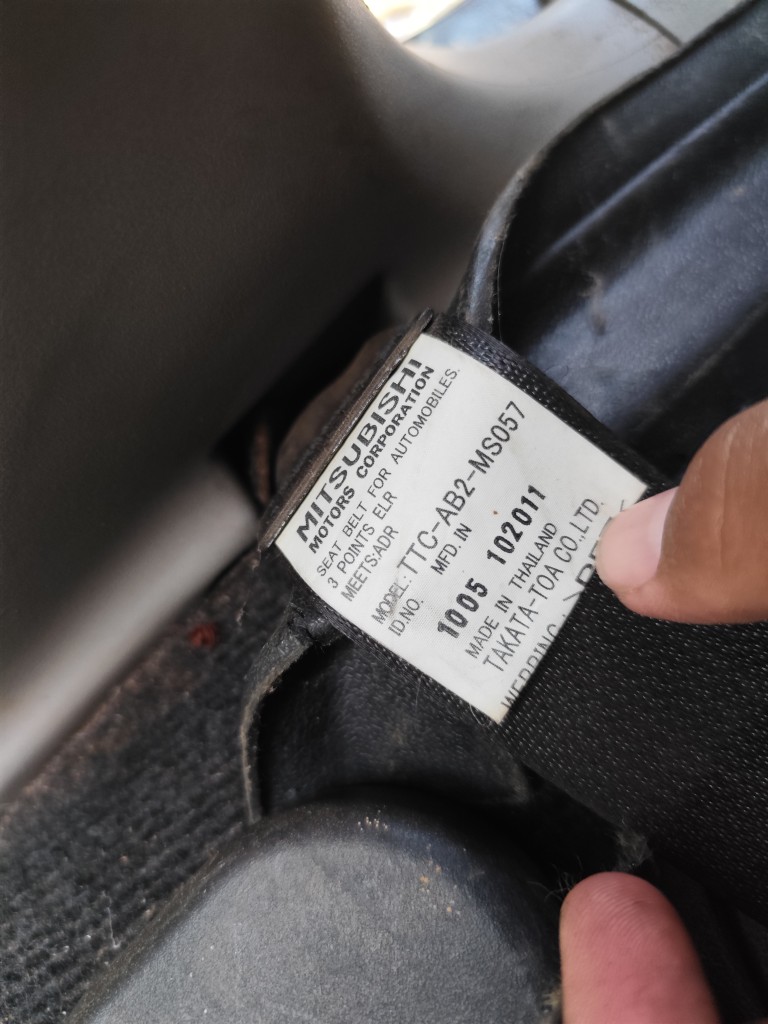 MITSUBISHI
MOTORS CORPORATION
SEAT BELT FOR AUTOMOBILES.
3 POINTS ELR
MEETS:ADR
MODEL: TTC-AB2-MS057
ID.NO. MFD. IN
1005 102011
MADE IN THAILAND
TAKATA-TOA CO.,LTD.